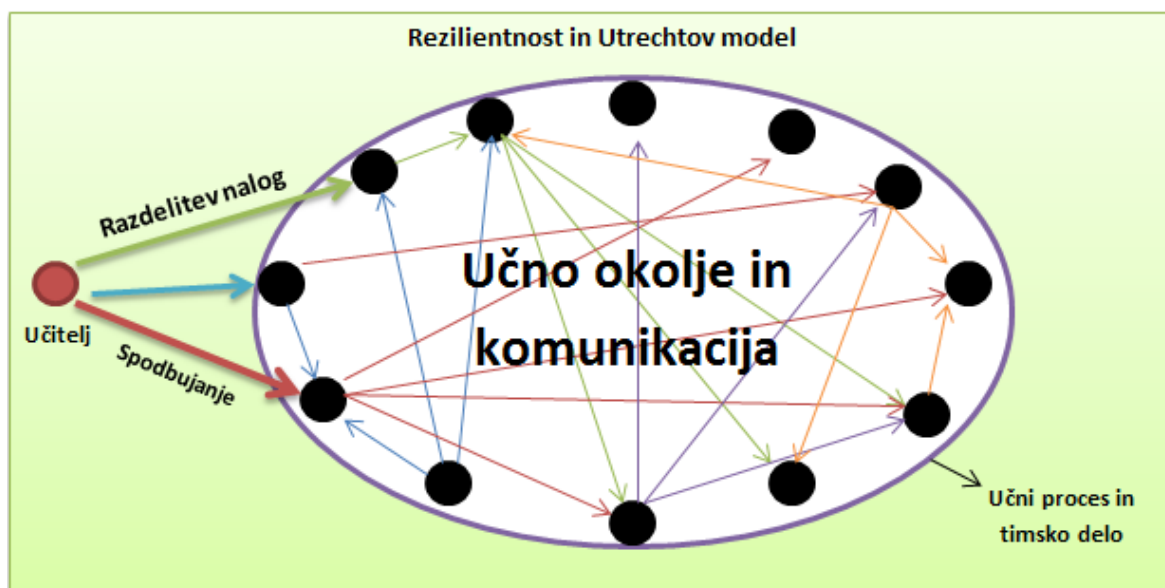 Rezilientnost in Utrechtov model
Razdelitev nalog
Učno okolje in
komunikacija
Učitelj
Spodbujanje
Učni proces in
timsko delo